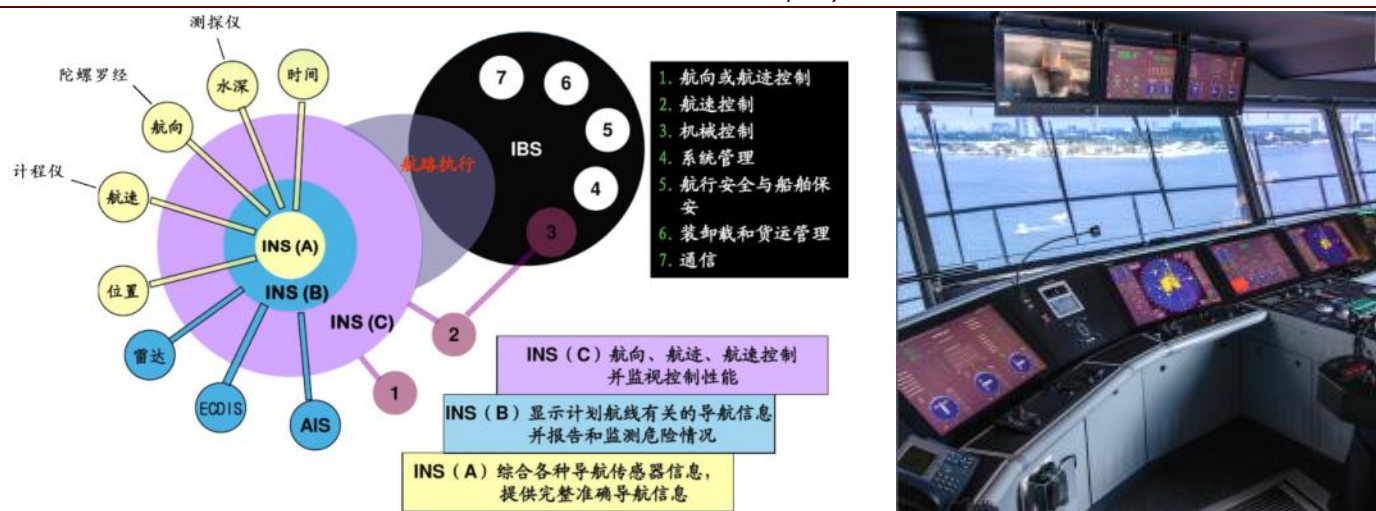 测探仪
陀螺罗经
水深
时间
航向
计程仪
航速
INS (A)
位置
INS (B)
INS (C)
雷达
ECDIS
AIS
航路执行
IBS
7
6
5
4
3
2
1
1. 航向或航迹控制
2. 航速控制
3. 机械控制
4. 系统管理
5. 航行安全与船舶保
安
6. 装卸载和货运管理
7. 通信
INS（C）航向、航迹、航速控制
并监视控制性能
INS（B）显示计划航线有关的导航信息
并报告和监测危险情况
INS（A）综合各种导航传感器信息，
提供完整准确导航信息